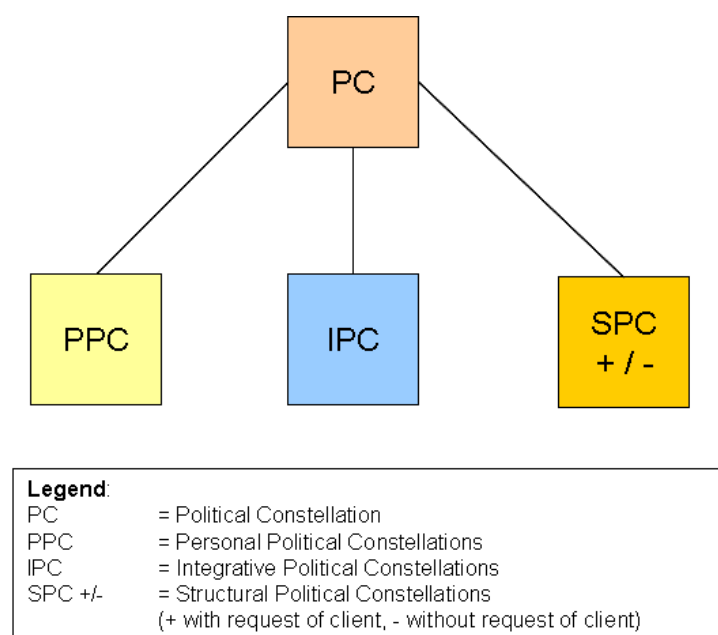 PC
PPC
IPC
SPC
+ / -
Legend:
PC = Political Constellation
PPC = Personal Political Constellations
IPC = Integrative Political Constellations
SPC +/- = Structural Political Constellations
(+ with request of client, - without request of client)